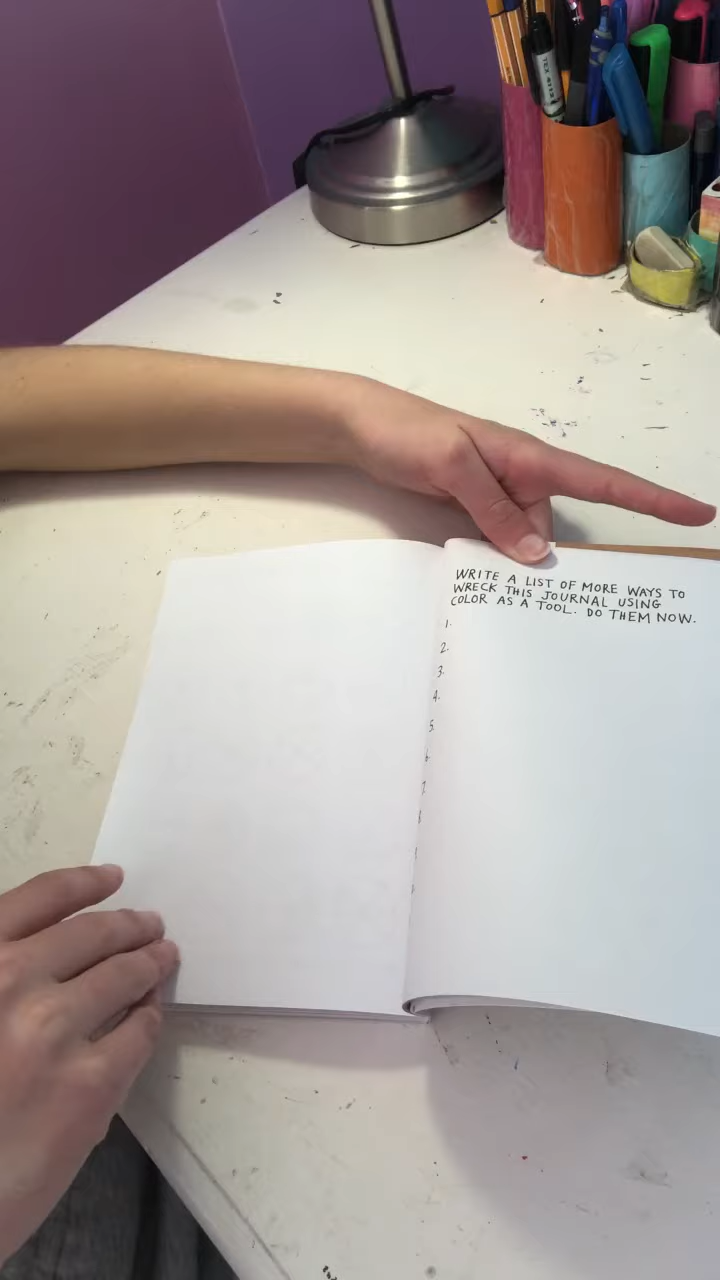 WRITE A LIST OF MORE WAYS TO
WRECK THIS JOURNAL USING
COLOR AS A TOOL. DO THEM NOW.
1.
2.
3.
4.
5.
7.